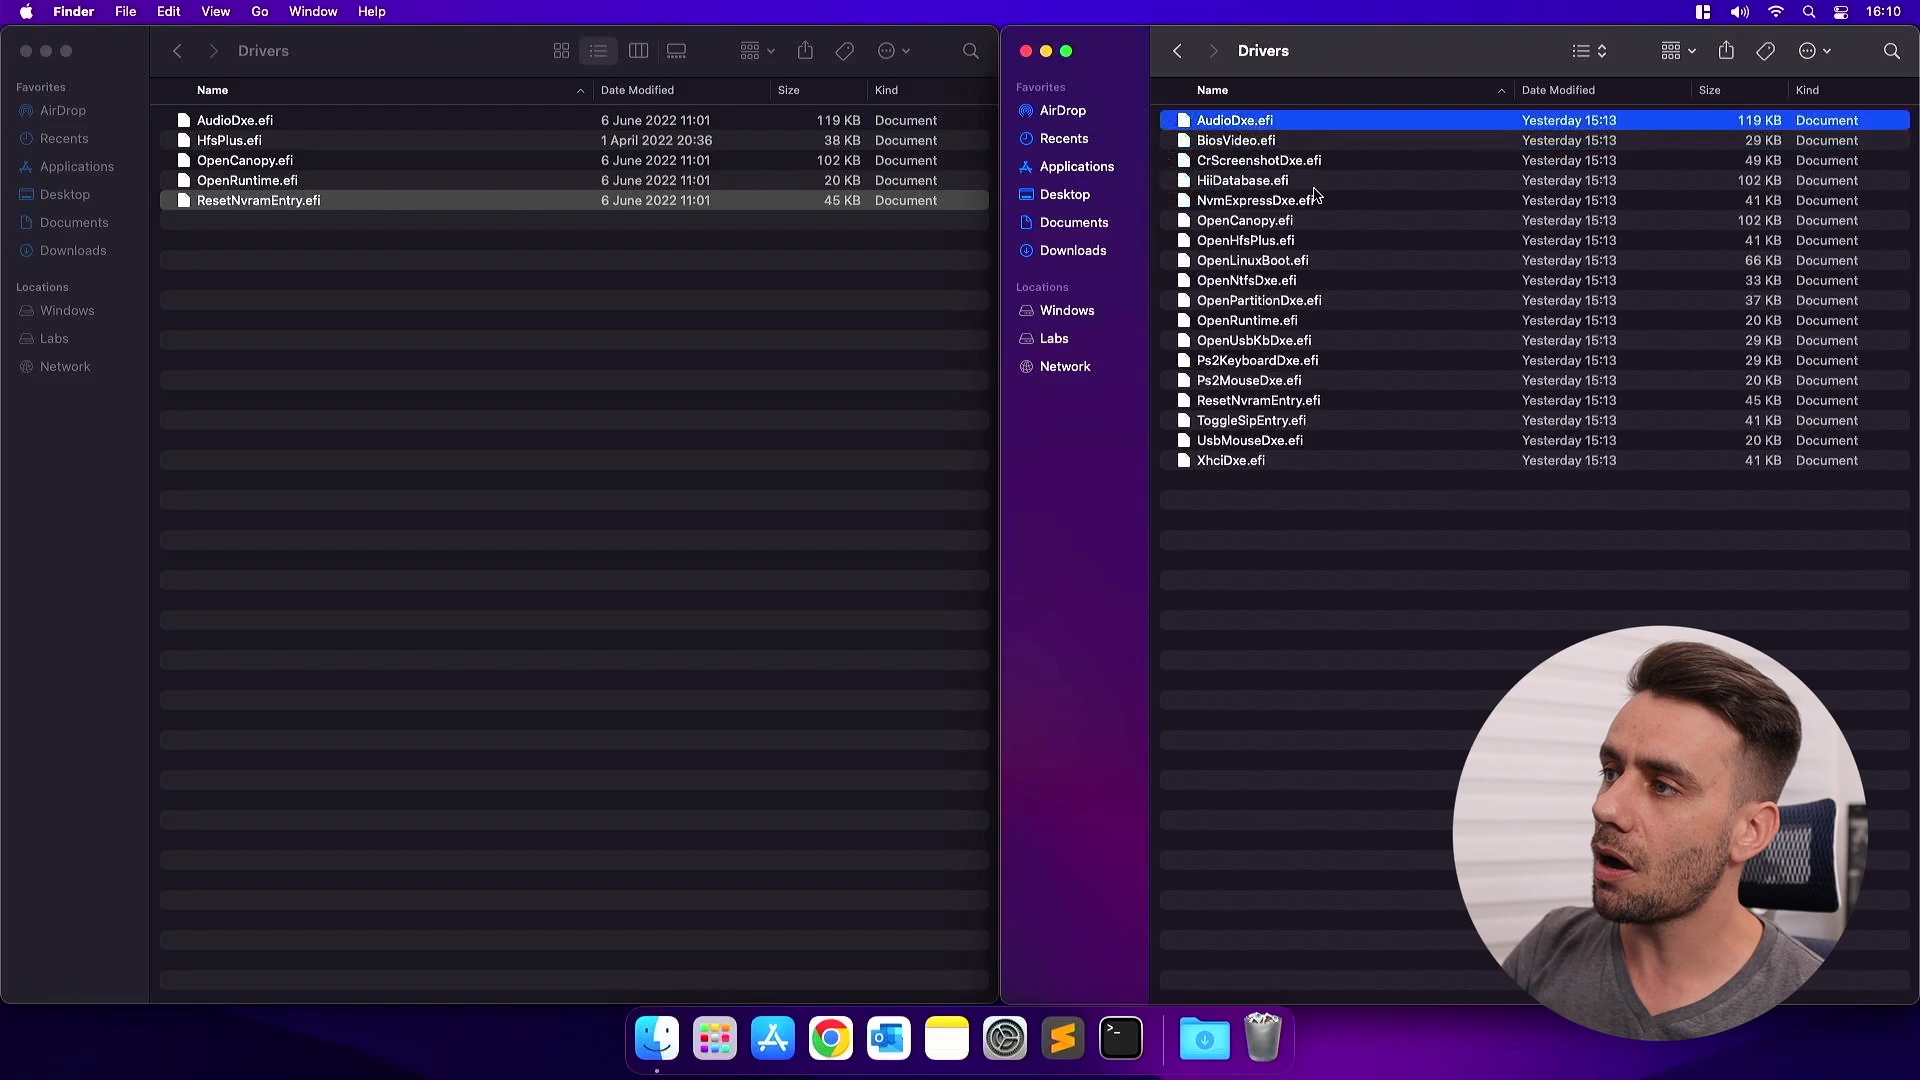 Finder File Edit View Go Window Help 16:10
Drivers
Favorites
AirDrop
Recents
Applications
Desktop
Documents
Downloads
Locations
Windows
Labs
Network
Name Date Modified Size Kind
AudioDxe.efi 6 June 2022 11:01 119 KB Document
HfsPlus.efi 1 April 2022 20:36 38 KB Document
OpenCanopy.efi 6 June 2022 11:01 102 KB Document
OpenRuntime.efi 6 June 2022 11:01 20 KB Document
ResetNvramEntry.efi 6 June 2022 11:01 45 KB Document
Drivers
Favorites
AirDrop
Recents
Applications
Desktop
Documents
Downloads
Locations
Windows
Labs
Network
Name Date Modified Size Kind
AudioDxe.efi Yesterday 15:13 119 KB Document
BiosVideo.efi Yesterday 15:13 29 KB Document
CrScreenshotDxe.efi Yesterday 15:13 49 KB Document
HiiDatabase.efi Yesterday 15:13 102 KB Document
NvmExpressDxe.efi Yesterday 15:13 41 KB Document
OpenCanopy.efi Yesterday 15:13 102 KB Document
OpenHfsPlus.efi Yesterday 15:13 41 KB Document
OpenLinuxBoot.efi Yesterday 15:13 66 KB Document
OpenNtfsDxe.efi Yesterday 15:13 33 KB Document
OpenPartitionDxe.efi Yesterday 15:13 37 KB Document
OpenRuntime.efi Yesterday 15:13 20 KB Document
OpenUsbKbDxe.efi Yesterday 15:13 29 KB Document
Ps2KeyboardDxe.efi Yesterday 15:13 29 KB Document
Ps2MouseDxe.efi Yesterday 15:13 20 KB Document
ResetNvramEntry.efi Yesterday 15:13 45 KB Document
ToggleSipEntry.efi Yesterday 15:13 41 KB Document
UsbMouseDxe.efi Yesterday 15:13 20 KB Document
XhciDxe.efi Yesterday 15:13 41 KB Document